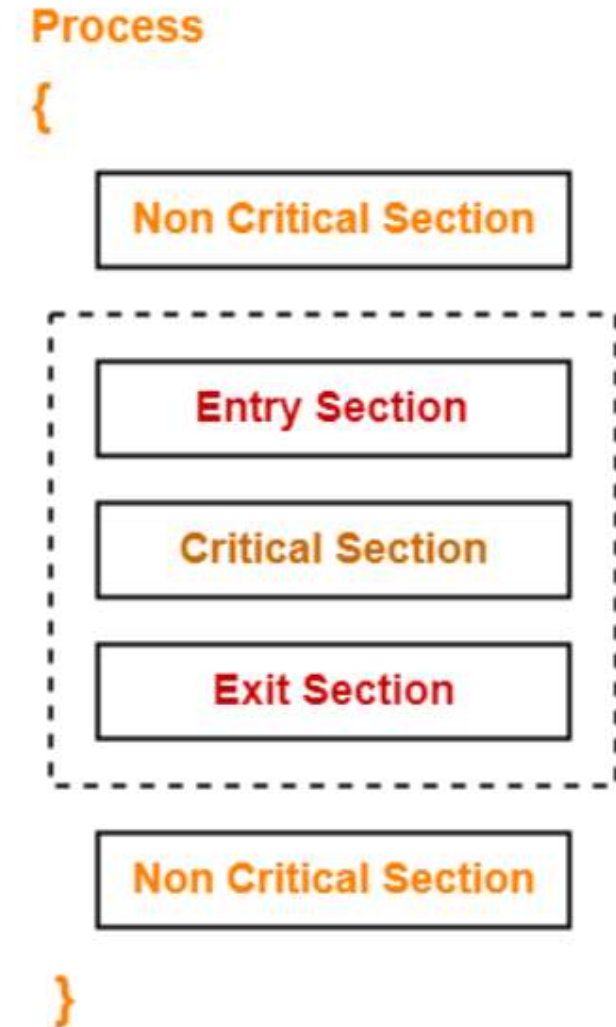 Process
{
Non Critical Section
Entry Section
Critical Section
Exit Section
Non Critical Section
}